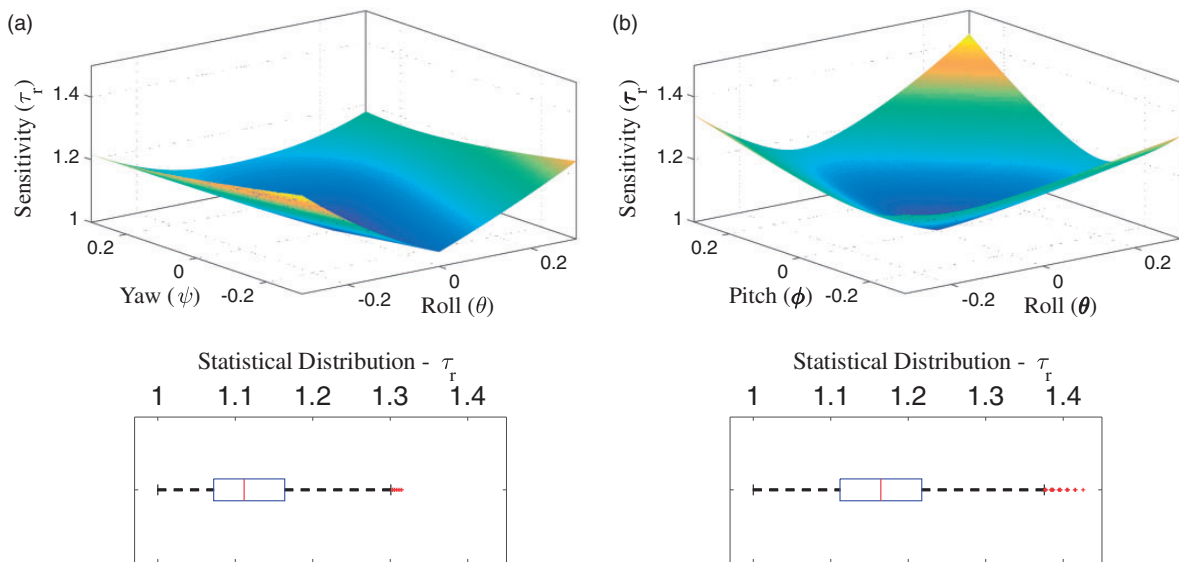 (a)
Sensitivity (τr)
1.4
1.2
1
0.2
0
-0.2
Yaw (ψ)
-0.2
0
0.2
Roll (θ)
Statistical Distribution - τr
1 1.1 1.2 1.3 1.4
(b)
Sensitivity (τr)
1.4
1.2
1
0.2
0
-0.2
Pitch (ϕ)
-0.2
0
0.2
Roll (θ)
Statistical Distribution - τr
1 1.1 1.2 1.3 1.4